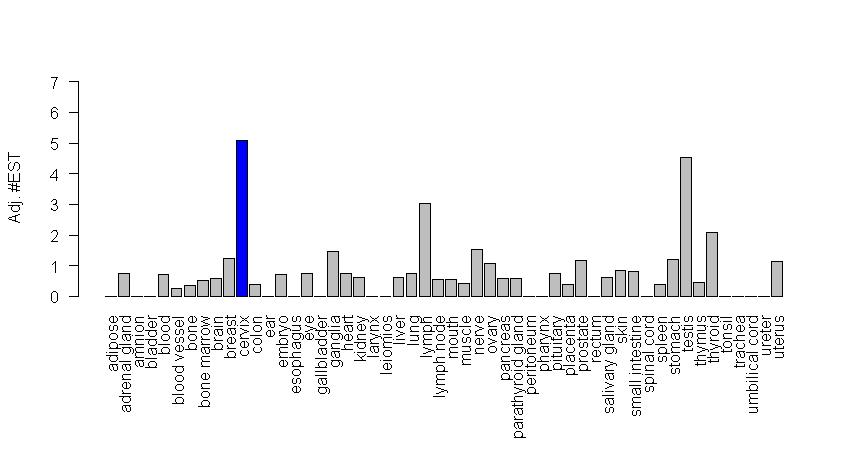 Adj. #EST
7
6
5
4
3
2
1
0
adipose
adrenal gland
amnion
bladder
blood
blood vessel
bone
bone marrow
brain
breast
cervix
colon
ear
embryo
esophagus
eye
gallbladder
ganglia
heart
kidney
larynx
leiomios
liver
lung
lymph
lymph node
mouth
muscle
nerve
ovary
pancreas
parathyroid gland
peritoneum
pharynx
pituitary
placenta
prostate
rectum
salivary gland
skin
small intestine
spinal cord
spleen
stomach
testis
thymus
thyroid
tonsil
trachea
umbilical cord
ureter
uterus